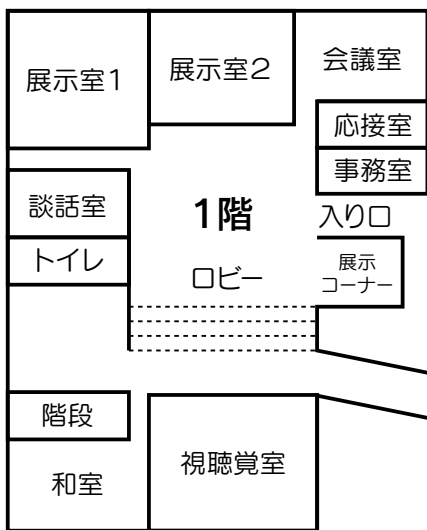 展示室1
展示室2
会議室
応接室
事務室
談話室
1階
入り口
トイレ
ロビー
展示
コーナー
階段
和室
視聴覚室